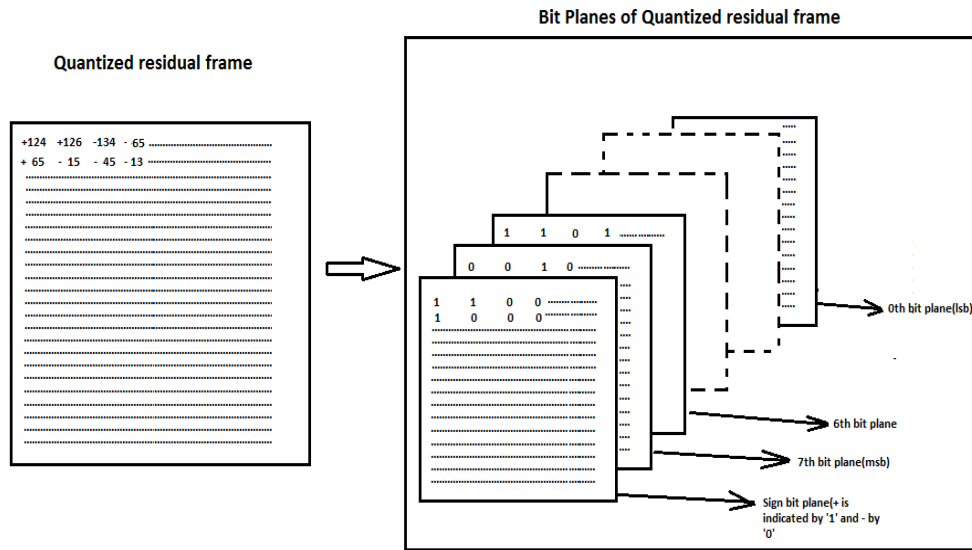 Bit Planes of Quantized residual frame
Quantized residual frame
+124 +126 -134 - 65
+ 65 - 15 - 45 - 13
1 1 0 1
0 0 1 0
1 1 0 0
1 0 0 0
0th bit plane(lsb)
6th bit plane
7th bit plane(msb)
Sign bit plane(+ is
indicated by '1' and - by
'0'